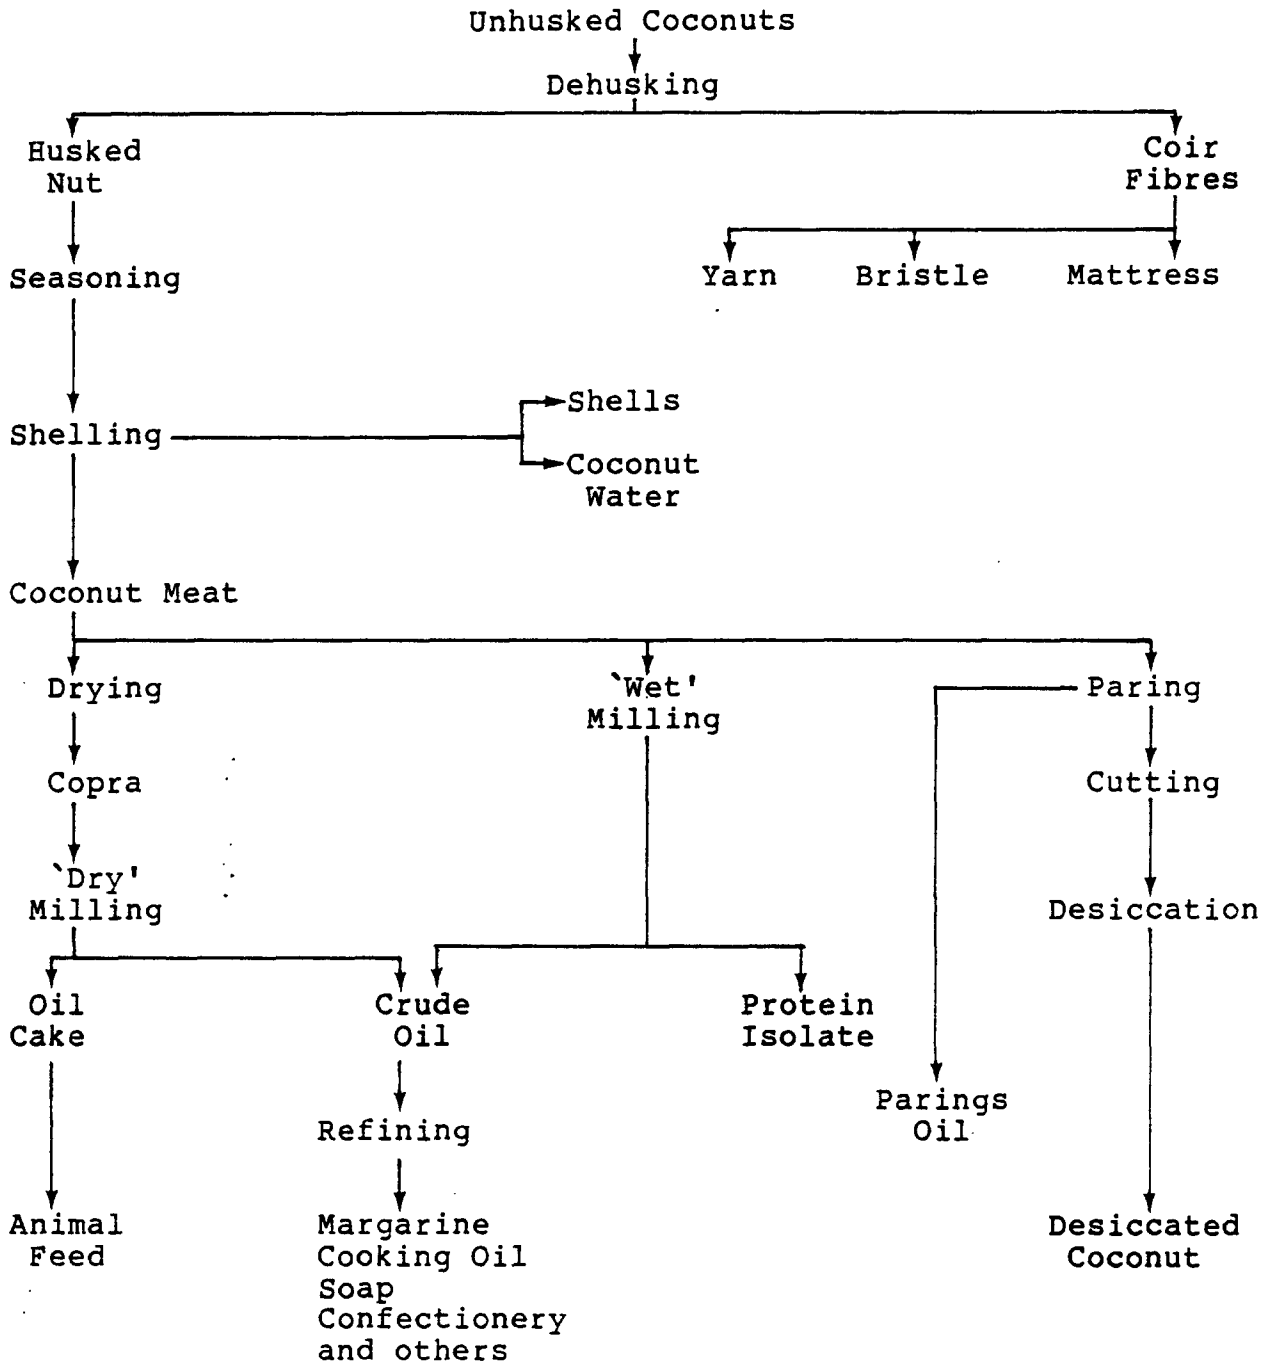 Unhusked Coconuts
Dehusking
Husked
Nut
Coir
Fibres
Seasoning
Yarn
Bristle
Mattress
Shelling
Shells
Coconut
Water
Coconut Meat
Drying
`Wet'
Milling
Paring
Copra
Cutting
`Dry'
Milling
Desiccation
Oil
Cake
Crude
Oil
Protein
Isolate
Parings
Oil
Refining
Animal
Feed
Margarine
Cooking Oil
Soap
Confectionery
and others
Desiccated
Coconut